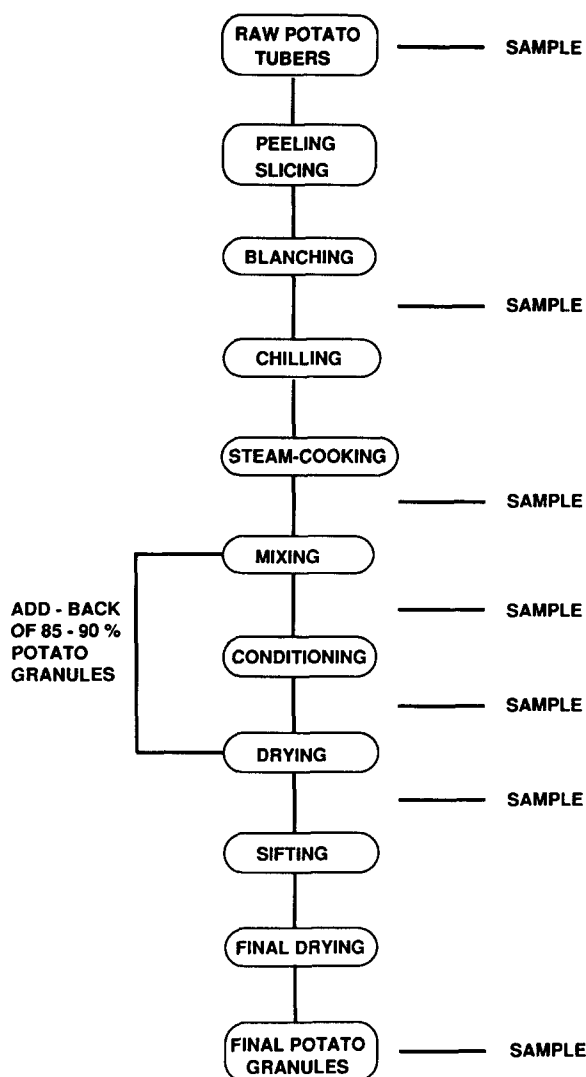 RAW POTATO
TUBERS
SAMPLE
PEELING
SLICING
BLANCHING
SAMPLE
CHILLING
STEAM-COOKING
SAMPLE
MIXING
ADD - BACK
OF 85 - 90 %
POTATO
GRANULES
SAMPLE
CONDITIONING
SAMPLE
DRYING
SAMPLE
SIFTING
FINAL DRYING
FINAL POTATO
GRANULES
SAMPLE